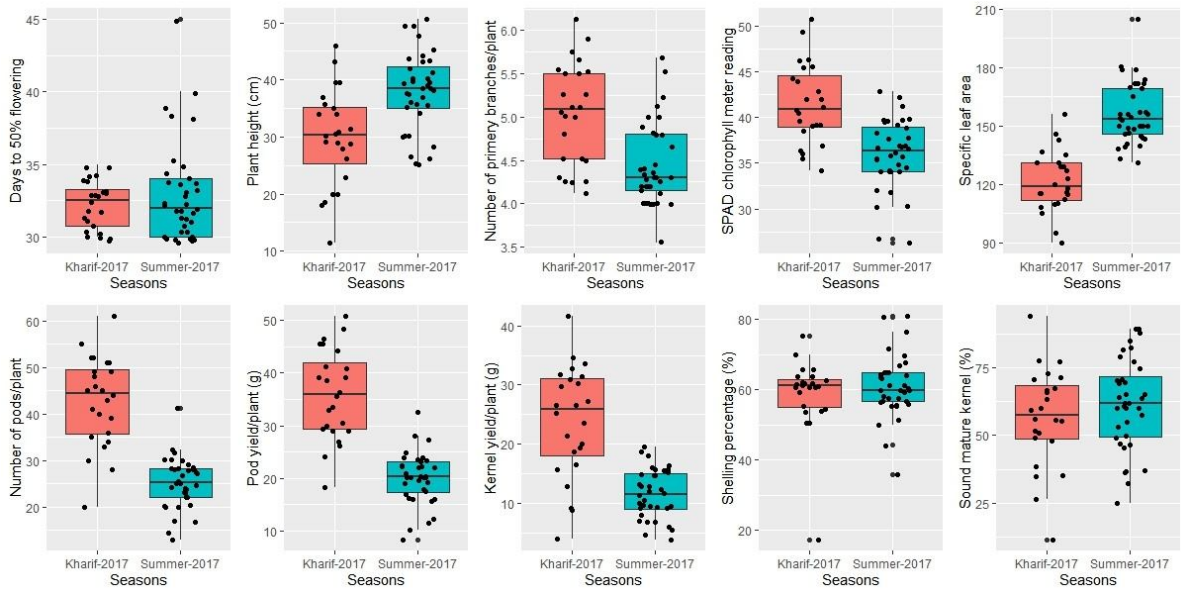 Days to 50% flowering
45
40
35
30
Kharif-2017 Summer-2017
Seasons
Plant height (cm)
50
40
30
20
10
Kharif-2017 Summer-2017
Seasons
Number of primary branches/plant
6.0
5.5
5.0
4.5
4.0
3.5
Kharif-2017 Summer-2017
Seasons
SPAD chlorophyll meter reading
50
45
40
35
30
Kharif-2017 Summer-2017
Seasons
Specific leaf area
210
180
150
120
90
Kharif-2017 Summer-2017
Seasons
Number of pods/plant
60
50
40
30
20
Kharif-2017 Summer-2017
Seasons
Pod yield/plant (g)
50
40
30
20
10
Kharif-2017 Summer-2017
Seasons
Kernel yield/plant (g)
40
30
20
10
Kharif-2017 Summer-2017
Seasons
Shelling percentage (%)
80
60
40
20
Kharif-2017 Summer-2017
Seasons
Sound mature kernel (%)
75
50
25
Kharif-2017 Summer-2017
Seasons